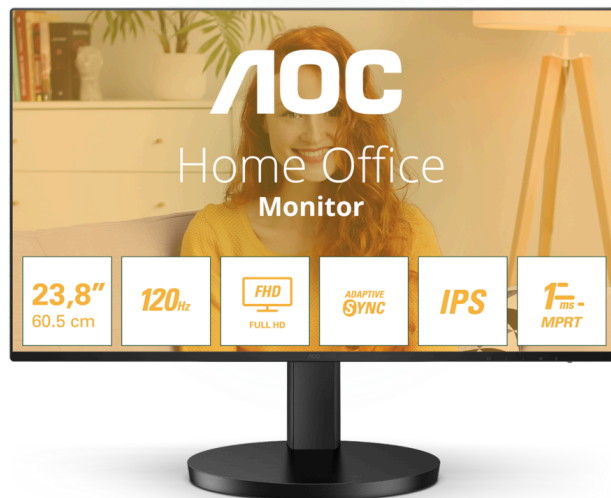 AOC
Home Office
Monitor
23,8”
60.5 cm
120Hz
FHD
FULL HD
ADAPTIVE
SYNC
IPS
1ms
MPRT